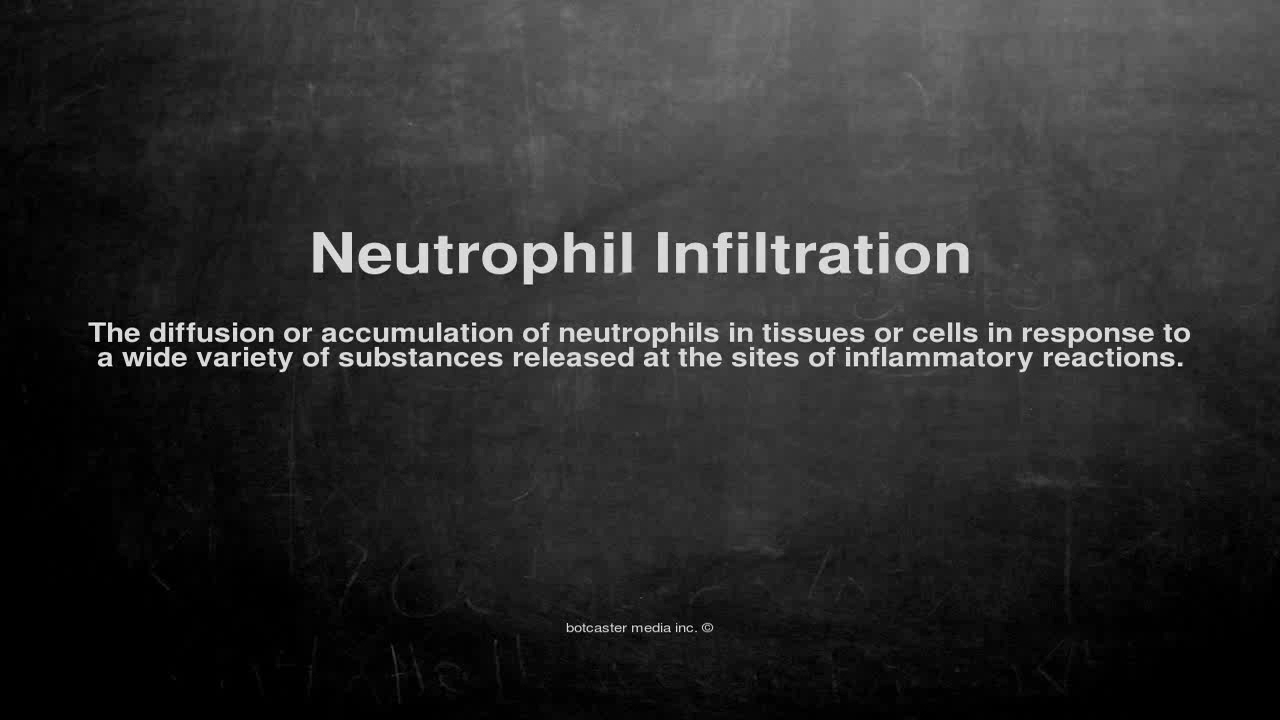 Neutrophil Infiltration
The diffusion or accumulation of neutrophils in tissues or cells in response to
a wide variety of substances released at the sites of inflammatory reactions.
botcaster media inc. ©